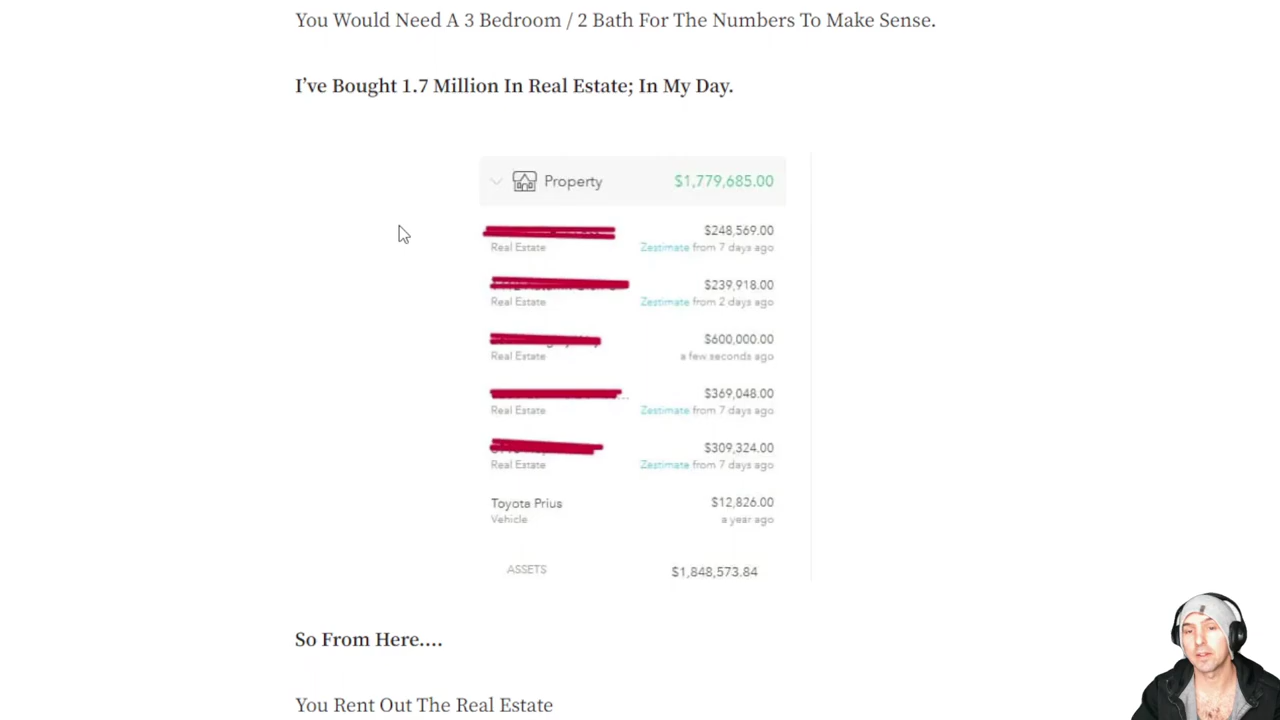 You Would Need A 3 Bedroom / 2 Bath For The Numbers To Make Sense.
I’ve Bought 1.7 Million In Real Estate; In My Day.
Property $1,779,685.00
$248,569.00
Real Estate Zestimate from 7 days ago
$239,918.00
Real Estate Zestimate from 2 days ago
$600,000.00
Real Estate a few seconds ago
$369,048.00
Real Estate Zestimate from 7 days ago
$309,324.00
Real Estate Zestimate from 7 days ago
Toyota Prius $12,826.00
Vehicle a year ago
ASSETS $1,848,573.84
So From Here....
You Rent Out The Real Estate